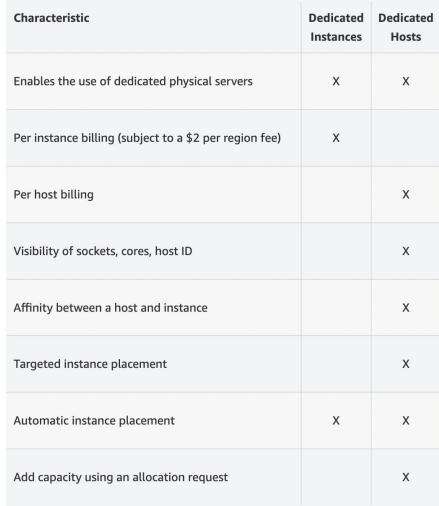 Characteristic Dedicated Instances Dedicated Hosts
Enables the use of dedicated physical servers X X
Per instance billing (subject to a $2 per region fee) X
Per host billing X
Visibility of sockets, cores, host ID X
Affinity between a host and instance X
Targeted instance placement X
Automatic instance placement X X
Add capacity using an allocation request X